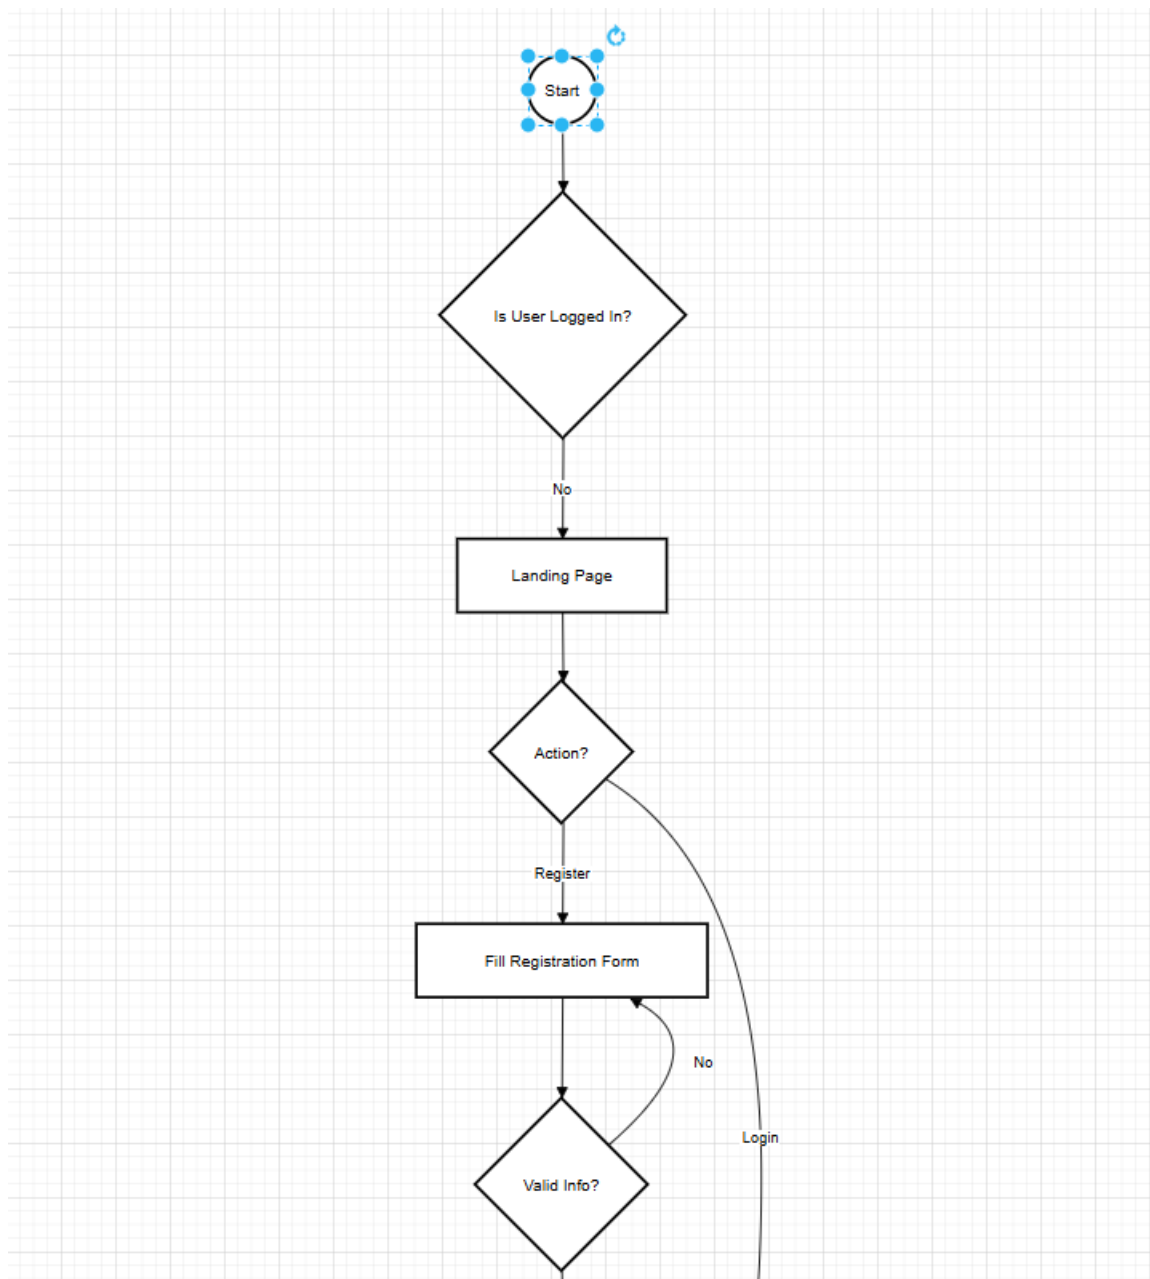 Start
Is User Logged In?
No
Landing Page
Action?
Register
Fill Registration Form
No
Login
Valid Info?